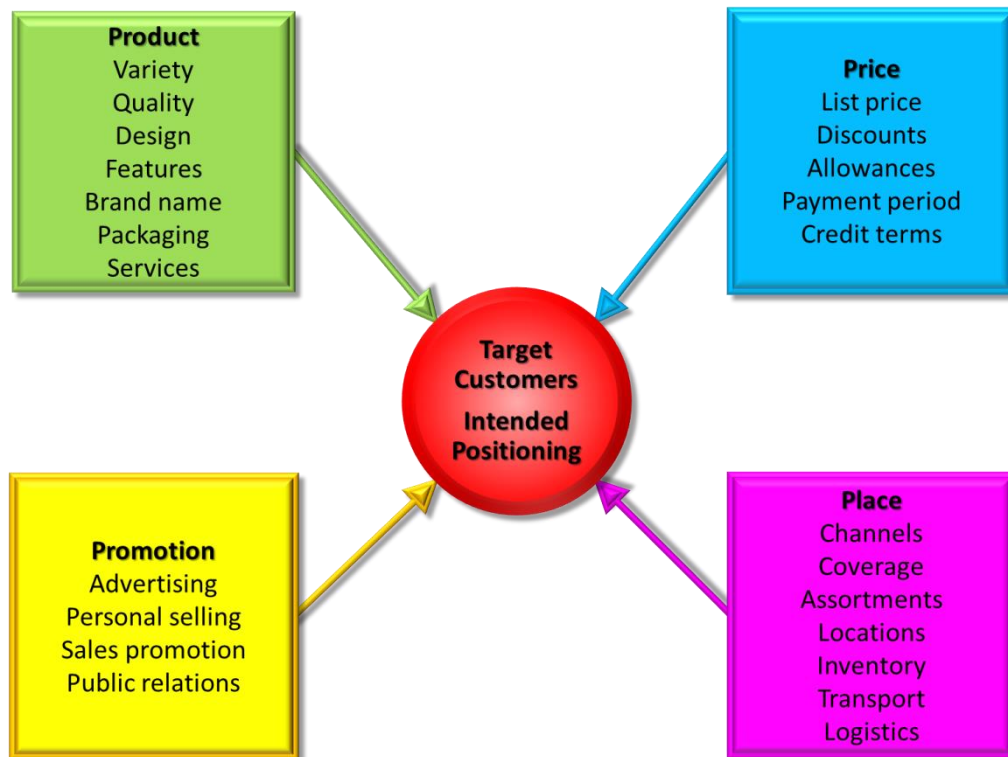 Product
Variety
Quality
Design
Features
Brand name
Packaging
Services
Price
List price
Discounts
Allowances
Payment period
Credit terms
Target
Customers
Intended
Positioning
Promotion
Advertising
Personal selling
Sales promotion
Public relations
Place
Channels
Coverage
Assortments
Locations
Inventory
Transport
Logistics